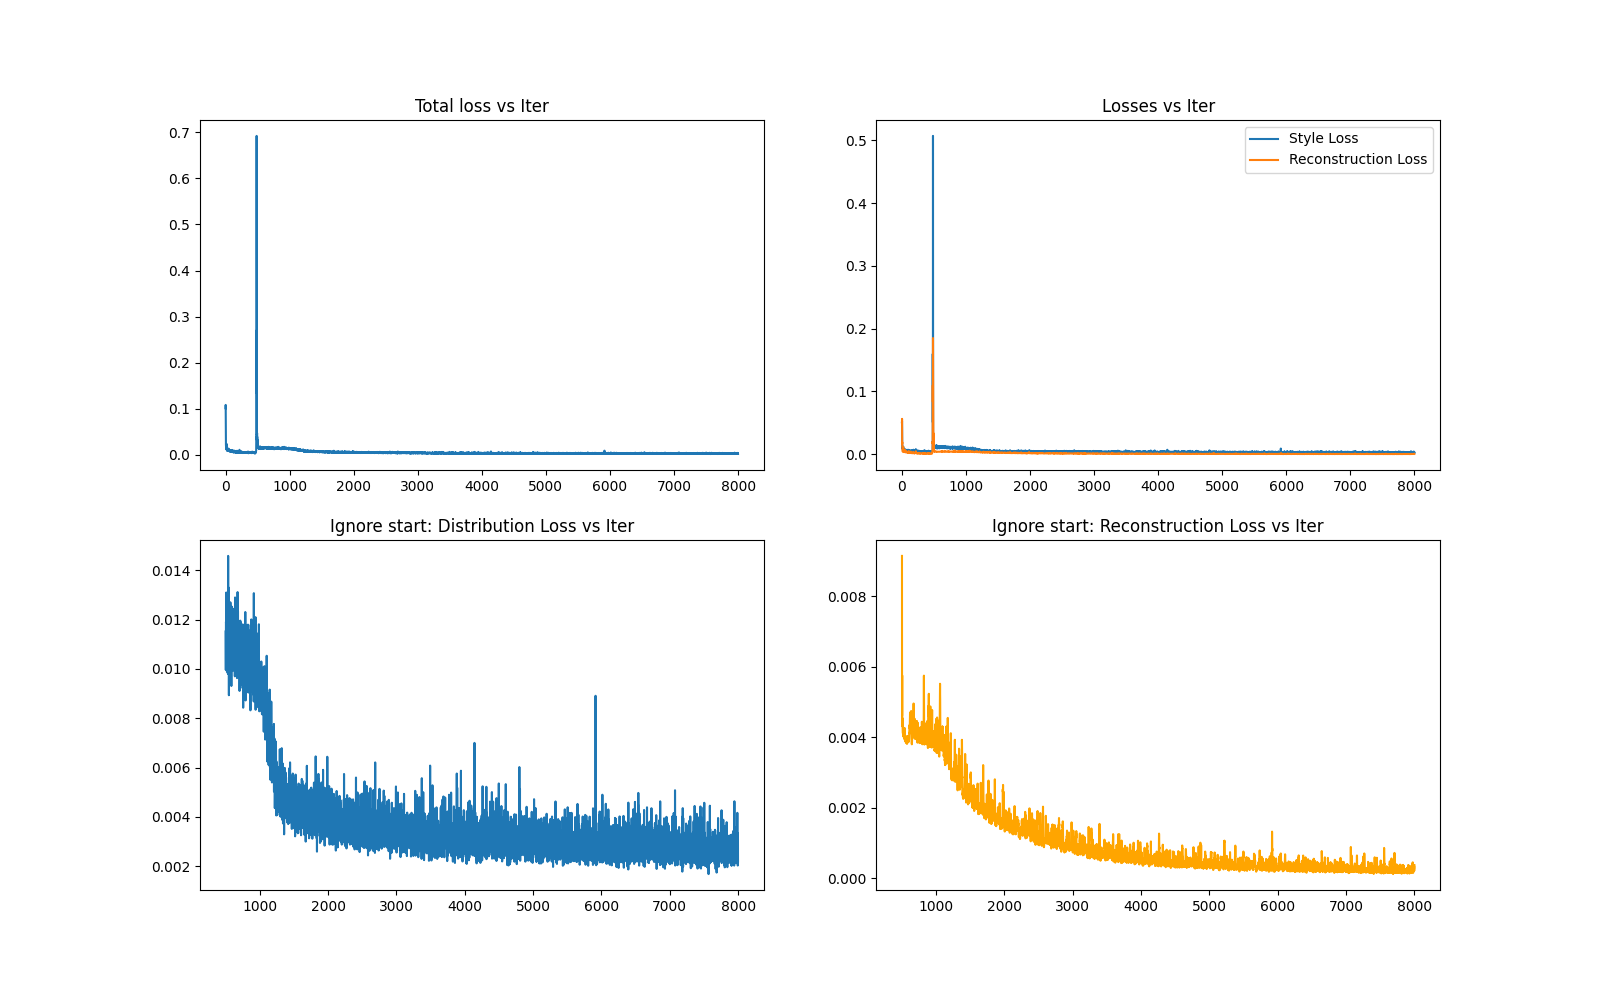 Total loss vs Iter
0.7
0.6
0.5
0.4
0.3
0.2
0.1
0.0
0 1000 2000 3000 4000 5000 6000 7000 8000
Losses vs Iter
Style Loss
Reconstruction Loss
0.5
0.4
0.3
0.2
0.1
0.0
0 1000 2000 3000 4000 5000 6000 7000 8000
Ignore start: Distribution Loss vs Iter
0.014
0.012
0.010
0.008
0.006
0.004
0.002
1000 2000 3000 4000 5000 6000 7000 8000
Ignore start: Reconstruction Loss vs Iter
0.008
0.006
0.004
0.002
0.000
1000 2000 3000 4000 5000 6000 7000 8000